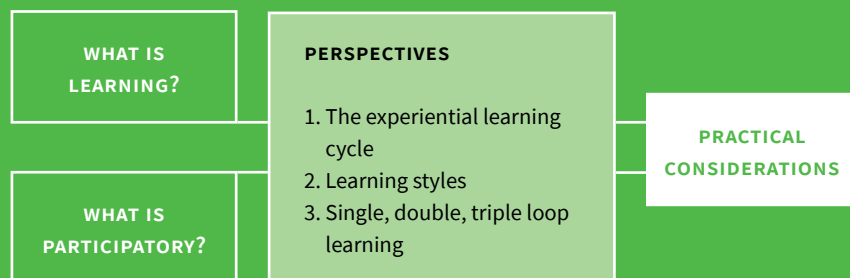 WHAT IS
LEARNING?
WHAT IS
PARTICIPATORY?
PERSPECTIVES
1. The experiential learning
cycle
2. Learning styles
3. Single, double, triple loop
learning
PRACTICAL
CONSIDERATIONS